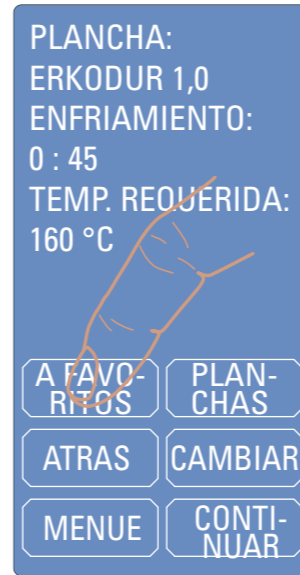 PLANCHA:
ERKODUR 1,0
ENFRIAMIENTO:
0 : 45
TEMP. REQUERIDA:
160 °C
A FAVO-
RITOS
PLAN-
CHAS
ATRAS
CAMBIAR
MENUE
CONTI-
NUAR